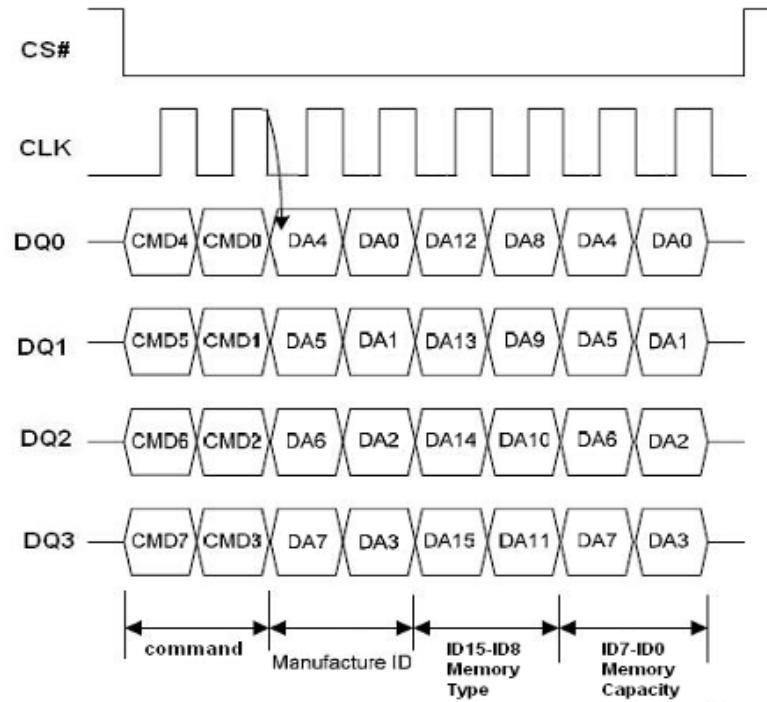 CS#
CLK
DQ0 CMD4 CMD0 DA4 DA0 DA12 DA8 DA4 DA0
DQ1 CMD5 CMD1 DA5 DA1 DA13 DA9 DA5 DA1
DQ2 CMD6 CMD2 DA6 DA2 DA14 DA10 DA6 DA2
DQ3 CMD7 CMD3 DA7 DA3 DA15 DA11 DA7 DA3
command
Manufacture ID
ID15-ID8
Memory
Type
ID7-ID0
Memory
Capacity